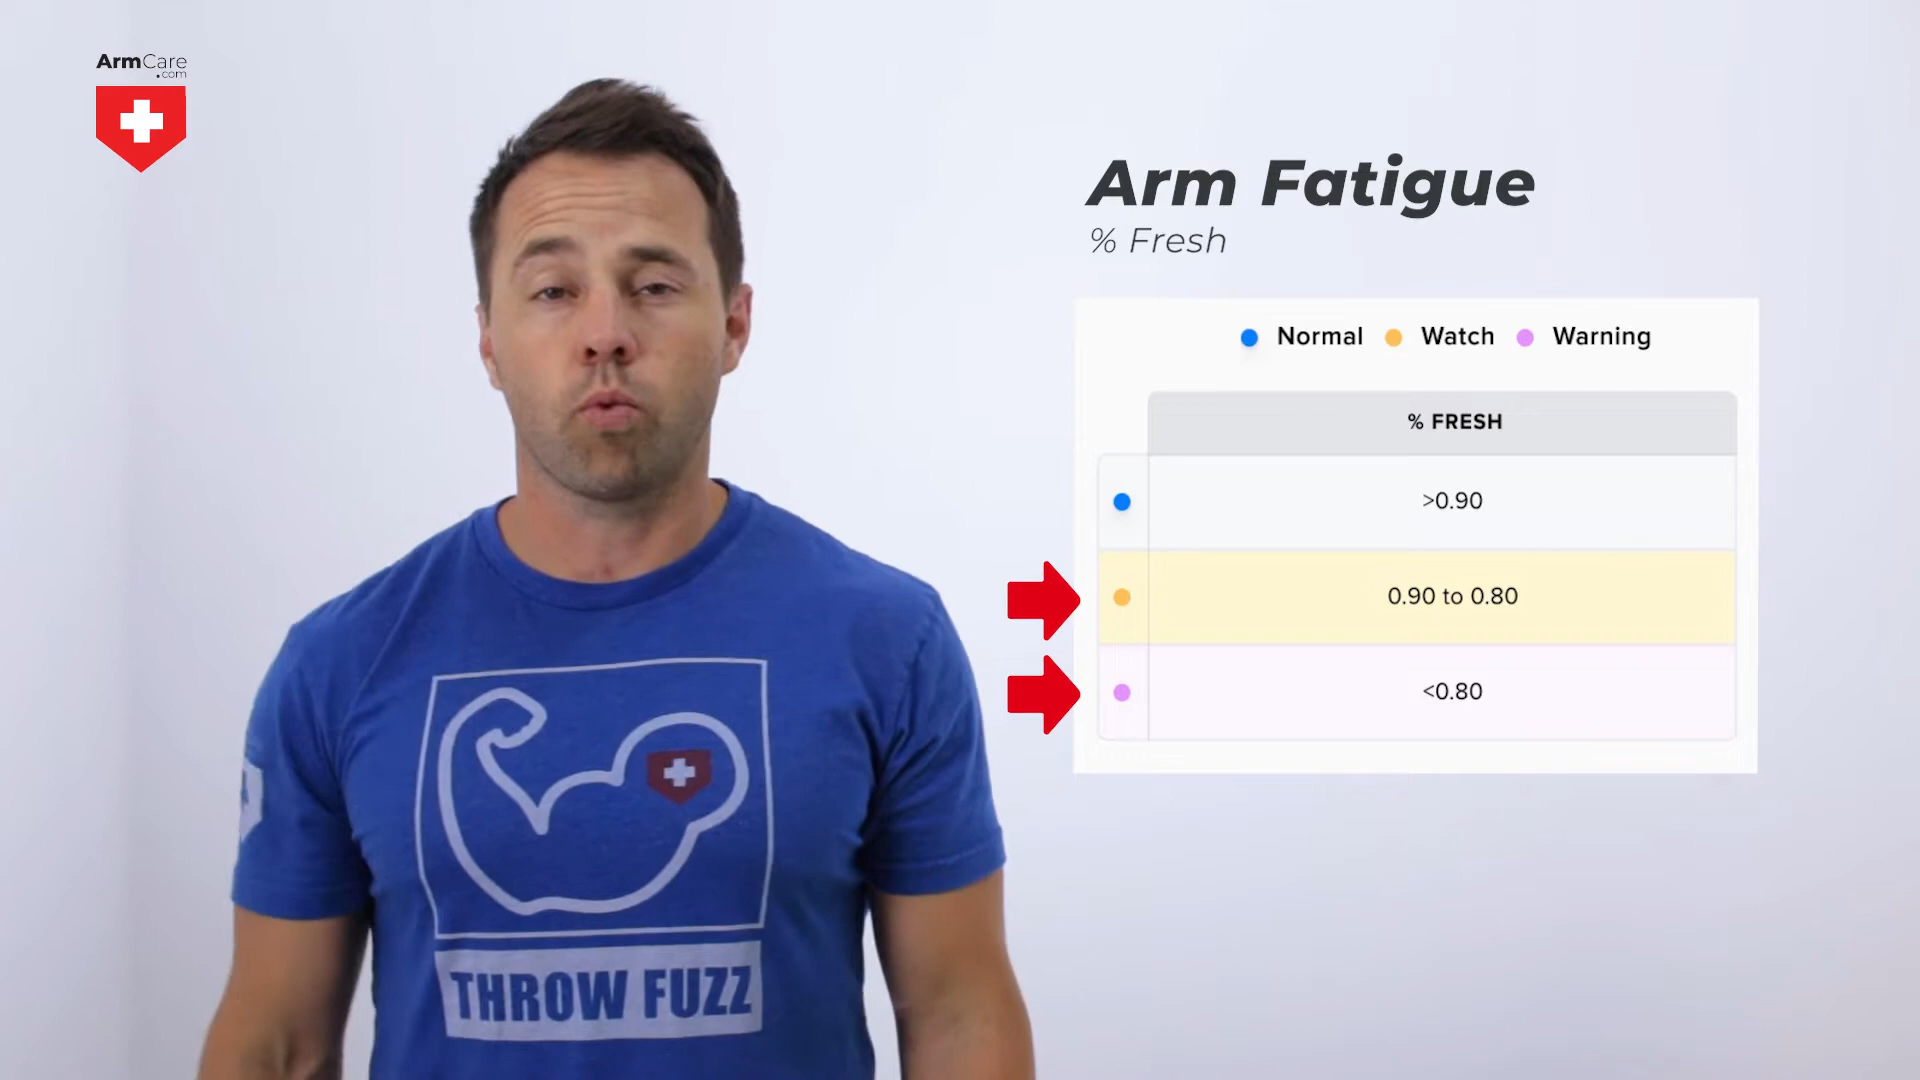 ArmCare
.com
Arm Fatigue
% Fresh
Normal Watch Warning
% FRESH
>0.90
0.90 to 0.80
<0.80
THROW FUZZ